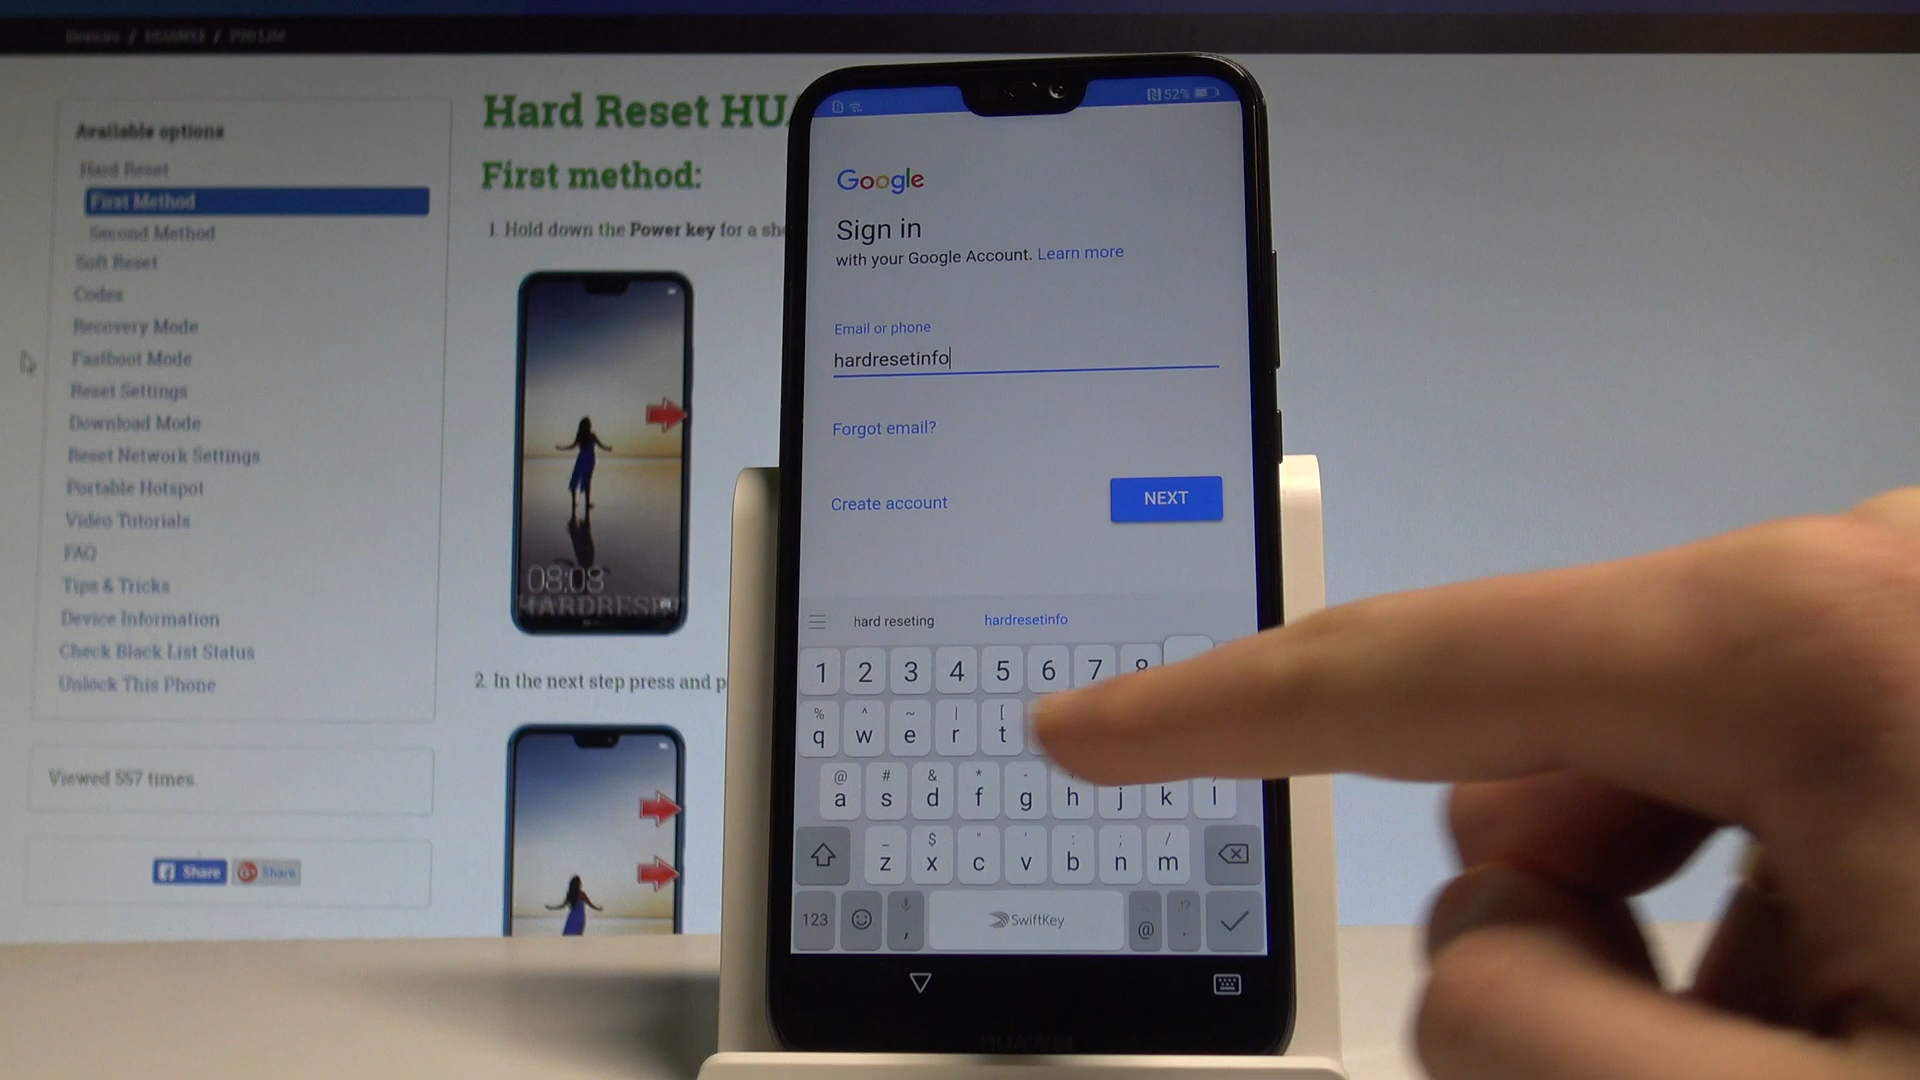 Devices / HUAWEI / P20 Lite
Available options
Hard Reset
First Method
Second Method
Soft Reset
Codes
Recovery Mode
Fastboot Mode
Reset Settings
Download Mode
Reset Network Settings
Portable Hotspot
Video Tutorials
FAQ
Tips & Tricks
Device Information
Check Black List Status
Unlock This Phone
Viewed 557 times.
Share
Share
Hard Reset HU
First method:
1. Hold down the Power key for a sh
08:08
2. In the next step press and p
52%
Google
Sign in
with your Google Account. Learn more
Email or phone
hardresetinfo
Forgot email?
Create account
NEXT
hard reseting
hardresetinfo
1 2 3 4 5 6 7 8
% ^ ~ | [
q w e r t
@ # & * -
a s d f g h j k l
_ $ " ' : ; /
z x c v b n m
123 , SwiftKey @ .
!?
HUAWEI